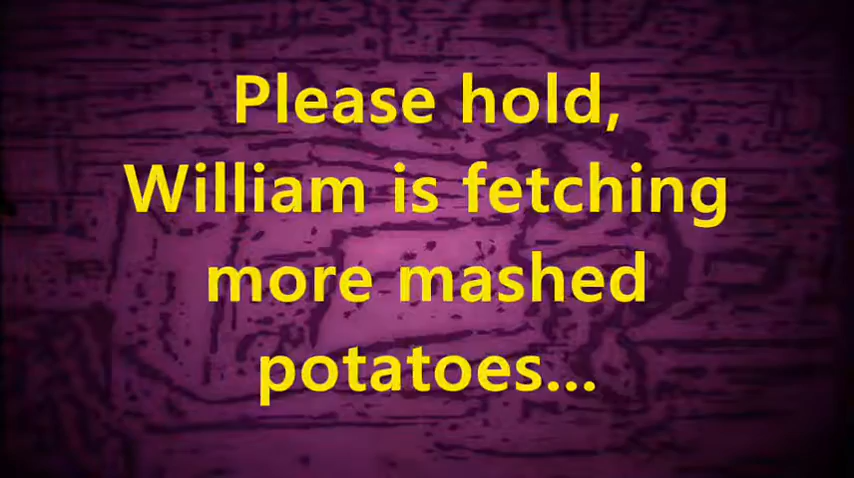 Please hold,
William is fetching
more mashed
potatoes...